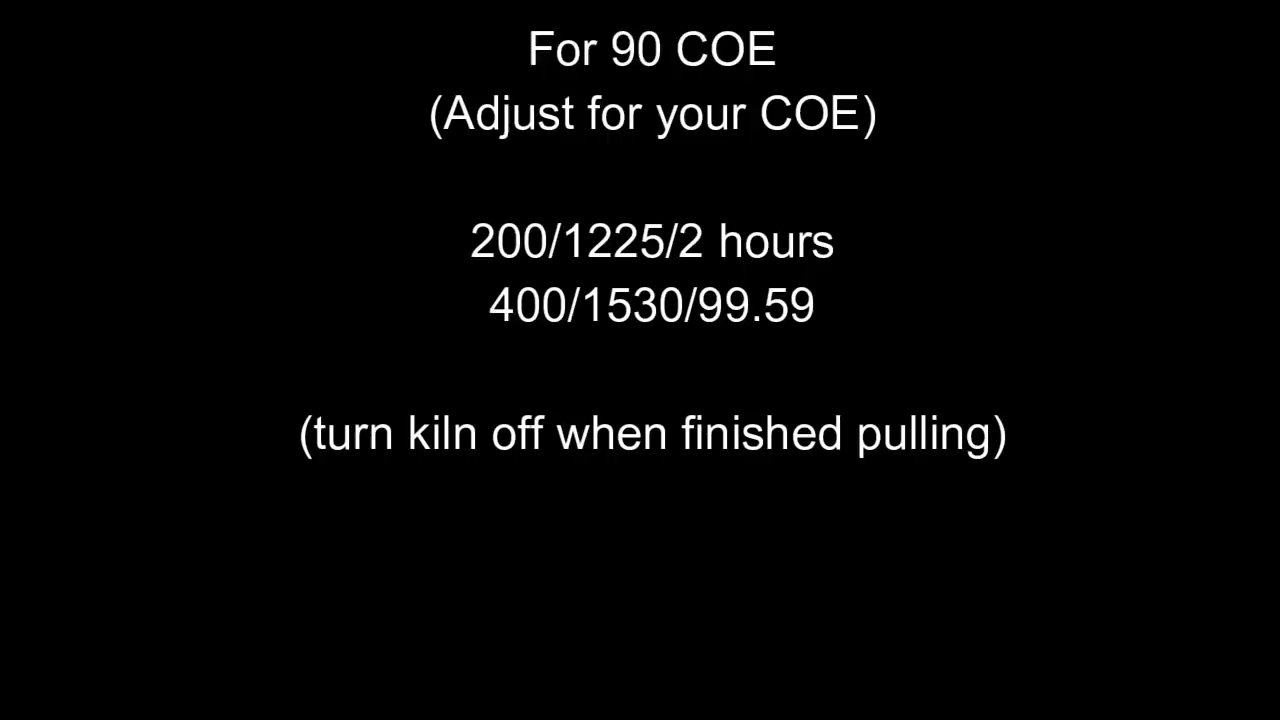 For 90 COE
(Adjust for your COE)
200/1225/2 hours
400/1530/99.59
(turn kiln off when finished pulling)